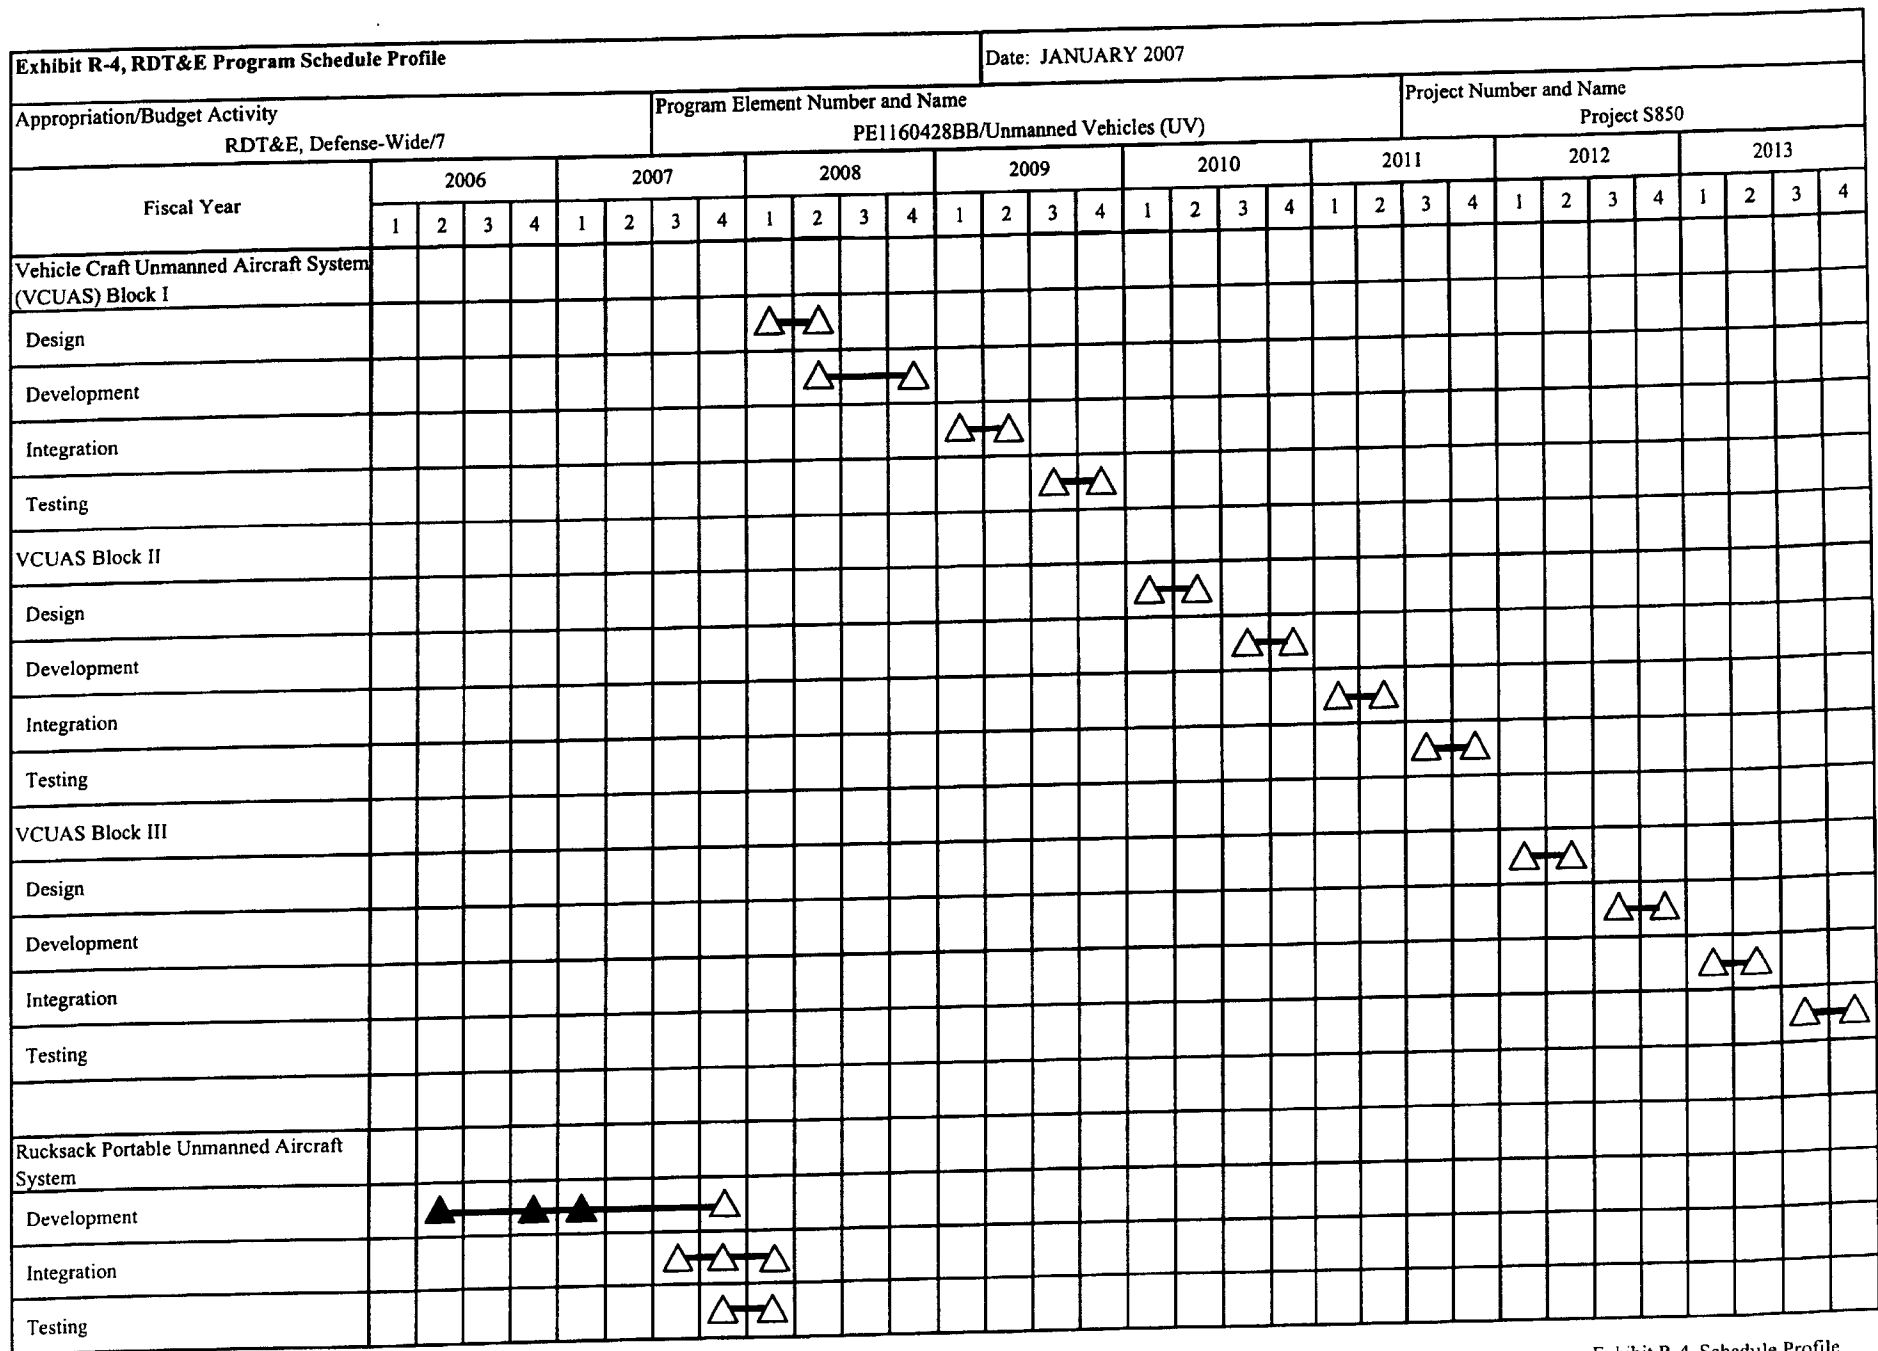 Exhibit R-4, RDT&E Program Schedule Profile
Date: JANUARY 2007
Appropriation/Budget Activity
RDT&E, Defense-Wide/7
Program Element Number and Name
PE1160428BB/Unmanned Vehicles (UV)
Project Number and Name
Project S850
Fiscal Year
2006 2007 2008 2009 2010 2011 2012 2013
1 2 3 4 1 2 3 4 1 2 3 4 1 2 3 4 1 2 3 4 1 2 3 4 1 2 3 4 1 2 3 4
Vehicle Craft Unmanned Aircraft System
(VCUAS) Block I
Design
Development
Integration
Testing
VCUAS Block II
Design
Development
Integration
Testing
VCUAS Block III
Design
Development
Integration
Testing
Rucksack Portable Unmanned Aircraft
System
Development
Integration
Testing
Exhibit R-4, Schedule Profile